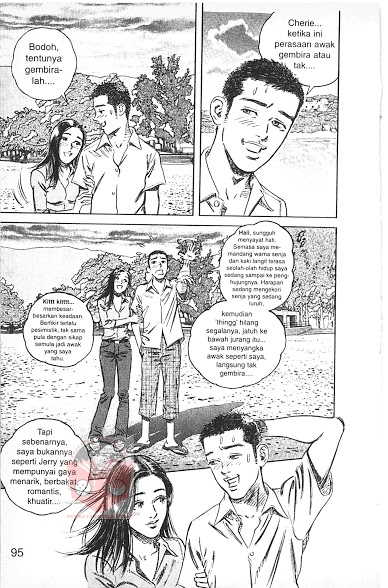 Cherie...
ketika ini
perasaan awak
gembira atau
tak....
Bodoh,
tentunya
gembira-
lah....
Hali, sungguh
menyayat hati.
Semasa saya me-
mandang warna senja
dan kaki langit terasa
seolah-olah hidup saya
sedang sampai ke peng-
hujungnya. Harapan
sedang mengekori
senja yang sedang
luruh,
kemudian
'thingg' hilang
segalanya, jatuh ke
bawah jurang itu...
saya menyangka
awak seperti saya,
langsung tak
gembira....
Kittt kittt....
membesar-
besarkan keadaan.
Berfikir terlalu
pesimistik, tak sama
pula dengan sikap
semula jadi awak
yang saya
tahu.
Tapi
sebenarnya,
saya bukannya
seperti Jerry yang
mempunyai gaya
menarik, berbakat,
romantis,
khuatir....
95